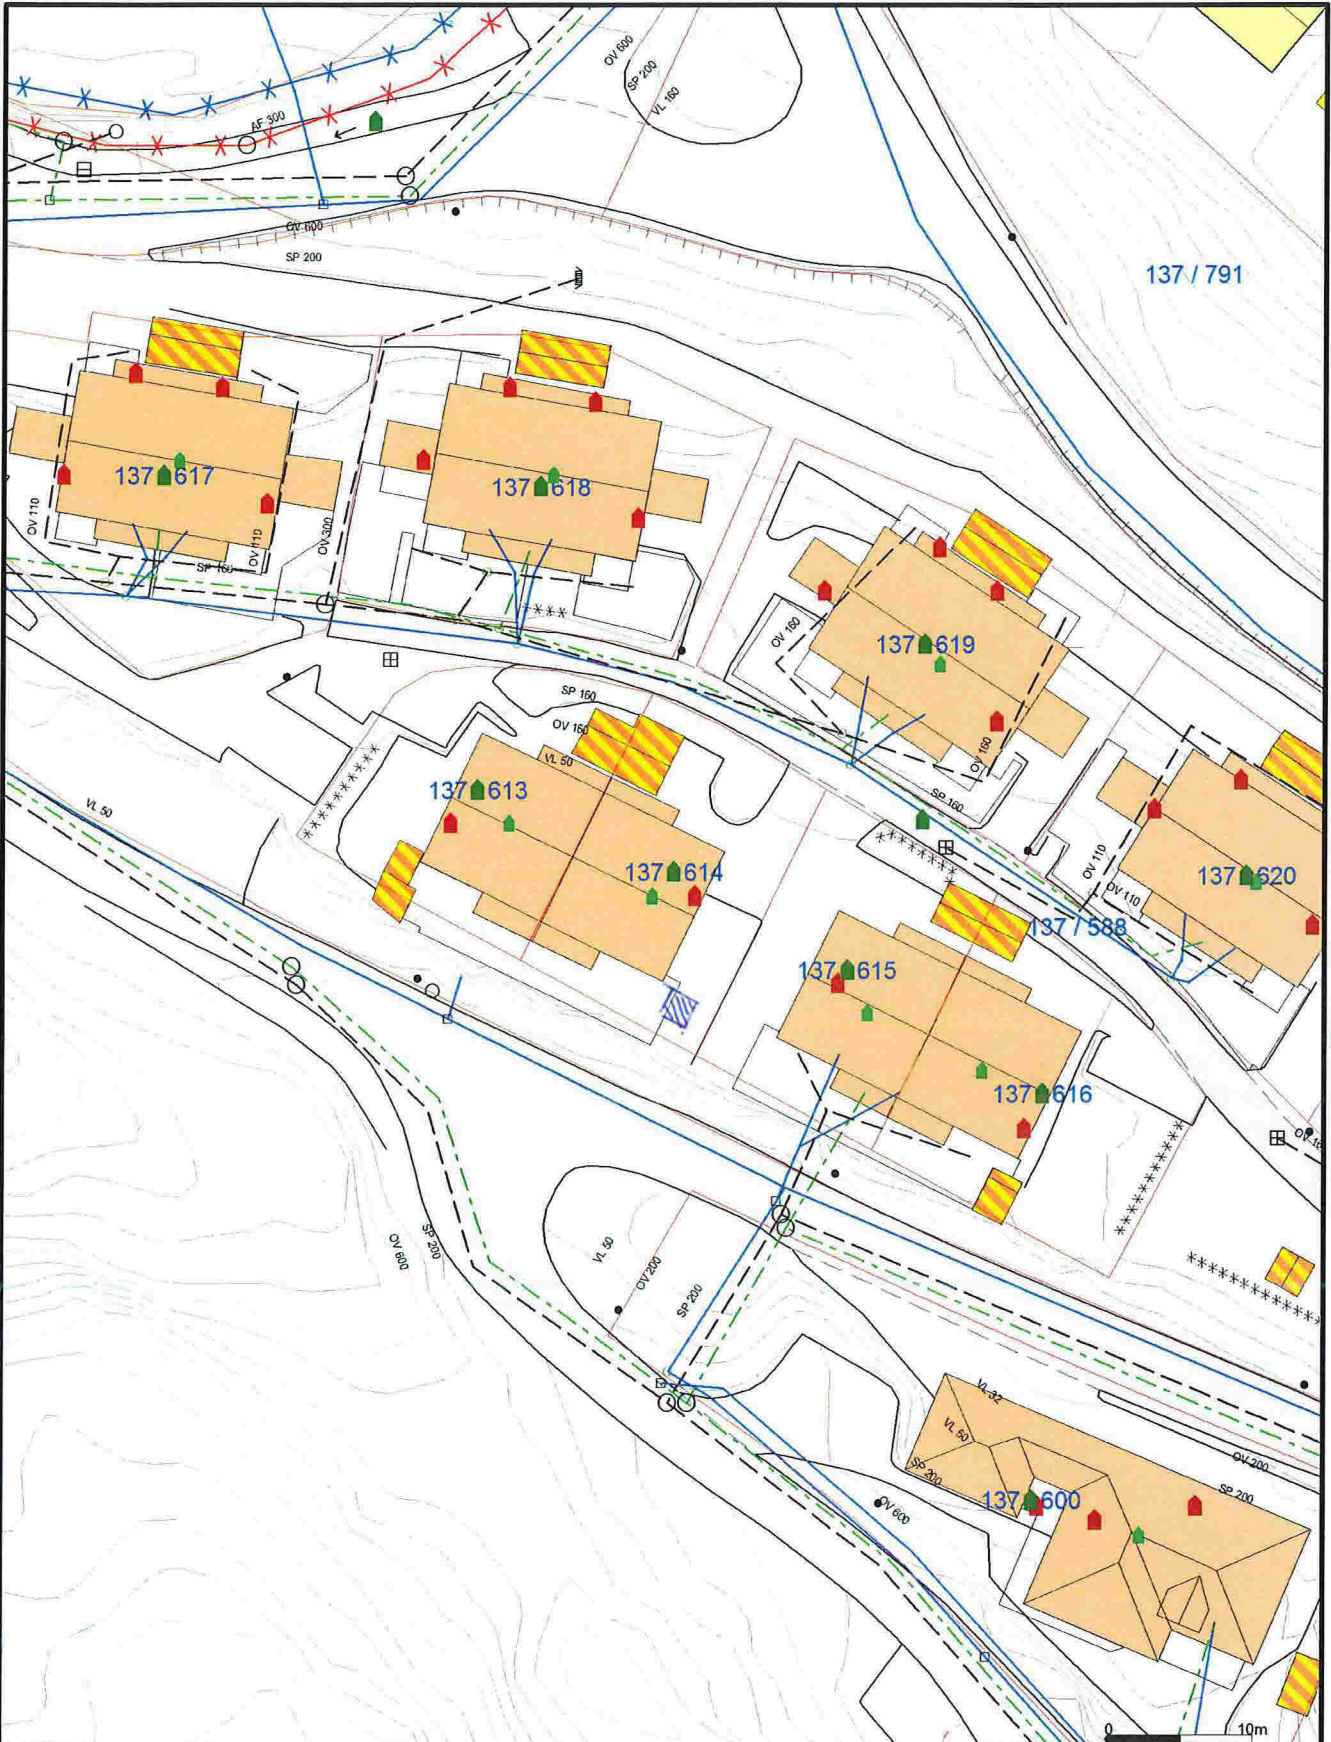 OV 600
SP 200
VL 160
AF 300
OV 600
SP 200
137 / 791
137 617
137 618
OV 110
OV 110
OV 300
SP 160
137 619
OV 160
OV 160
SP 160
OV 160
VL 50
SP 160
137 613
137 614
VL 50
OV 110
OV 110
137 620
137 / 588
137 615
137 616
OV 600
SP 200
VL 50
OV 200
SP 200
VL 32
VL 50
SP 200
OV 200
SP 200
137 600
OV 600
0 10m